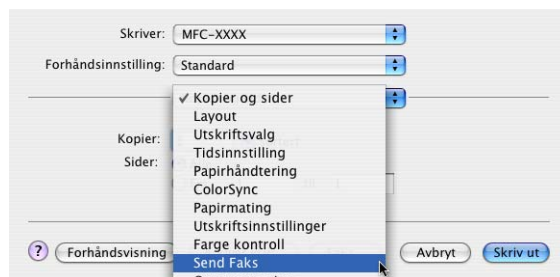 Skriver: MFC-XXXX
Forhåndsinnstilling: Standard
✓ Kopier og sider
Layout
Utskriftsvalg
Kopier:
Tidsinnstilling
Sider:
Papirhåndtering
ColorSync
Papirmating
Utskriftsinnstillinger
Farge kontroll
Send Faks
? Forhåndsvisning Avbryt Skriv ut